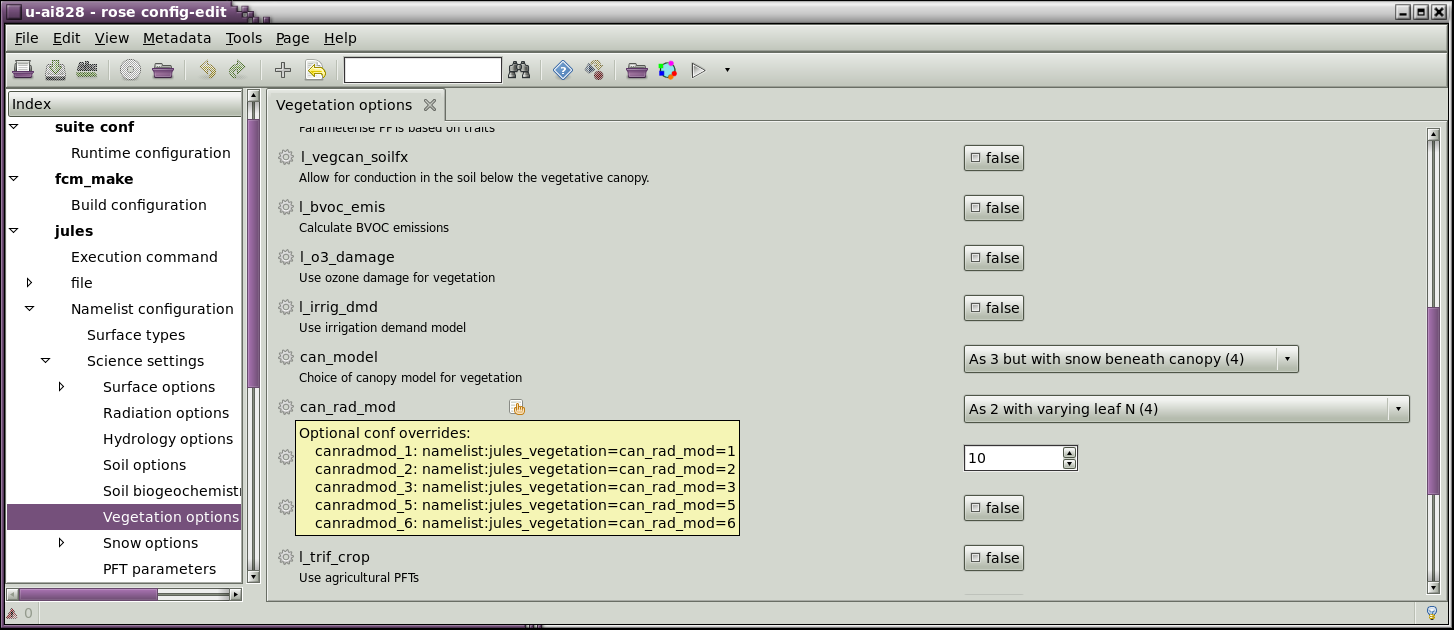 u-ai828 - rose config-edit
File Edit View Metadata Tools Page Help
Index
suite conf
Runtime configuration
fcm_make
Build configuration
jules
Execution command
file
Namelist configuration
Surface types
Science settings
Surface options
Radiation options
Hydrology options
Soil options
Soil biogeochemist
Vegetation options
Snow options
PFT parameters
0
Vegetation options
Parameterise PFTs based on traits
l_vegcan_soilfx
false
Allow for conduction in the soil below the vegetative canopy.
l_bvoc_emis
false
Calculate BVOC emissions
l_o3_damage
false
Use ozone damage for vegetation
l_irrig_dmd
false
Use irrigation demand model
can_model
As 3 but with snow beneath canopy (4)
Choice of canopy model for vegetation
can_rad_mod
As 2 with varying leaf N (4)
Optional conf overrides:
canradmod_1: namelist:jules_vegetation=can_rad_mod=1
canradmod_2: namelist:jules_vegetation=can_rad_mod=2
canradmod_3: namelist:jules_vegetation=can_rad_mod=3
canradmod_5: namelist:jules_vegetation=can_rad_mod=5
canradmod_6: namelist:jules_vegetation=can_rad_mod=6
10
false
l_trif_crop
false
Use agricultural PFTs